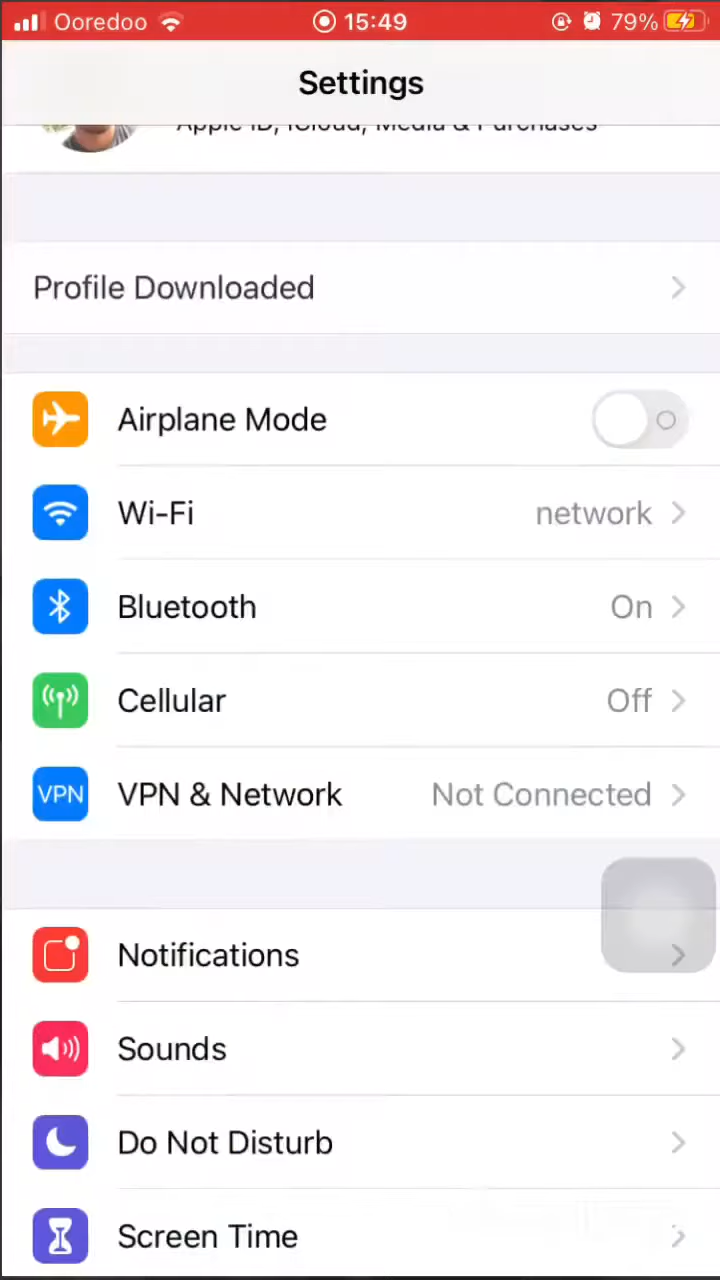 Ooredoo 15:49 79%
Settings
Apple ID, iCloud, Media & Purchases
Profile Downloaded
Airplane Mode
Wi-Fi network
Bluetooth On
Cellular Off
VPN VPN & Network Not Connected
Notifications
Sounds
Do Not Disturb
Screen Time